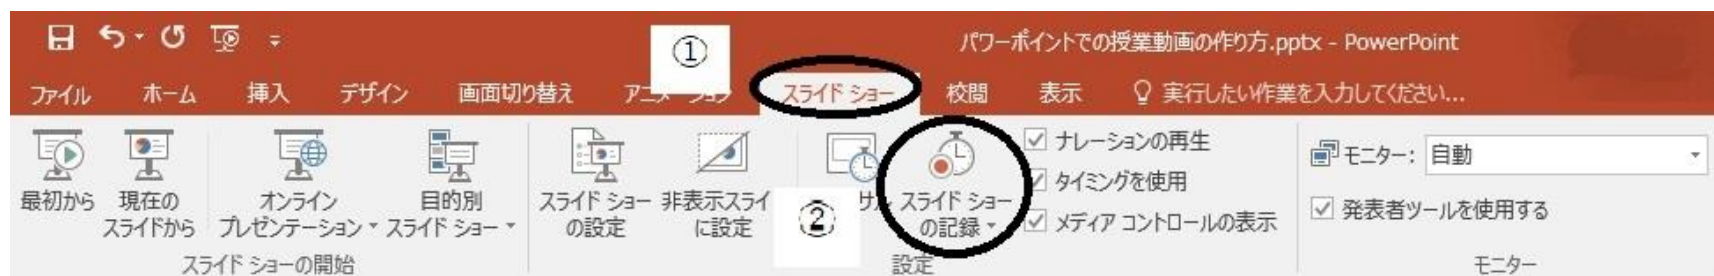 ①
パワーポイントでの授業動画の作り方.pptx - PowerPoint
ファイル ホーム 挿入 デザイン 画面切り替え スライド ショー 校閲 表示 実行したい作業を入力してください...
最初から
現在の
スライドから
オンライン
プレゼンテーション
目的別
スライド ショー
スライド ショー
の設定
非表示スライ
に設定
②
スライド ショー
の記録
ナレーションの再生
タイミングを使用
メディア コントロールの表示
モニター: 自動
発表者ツールを使用する
スライド ショーの開始
設定
モニター